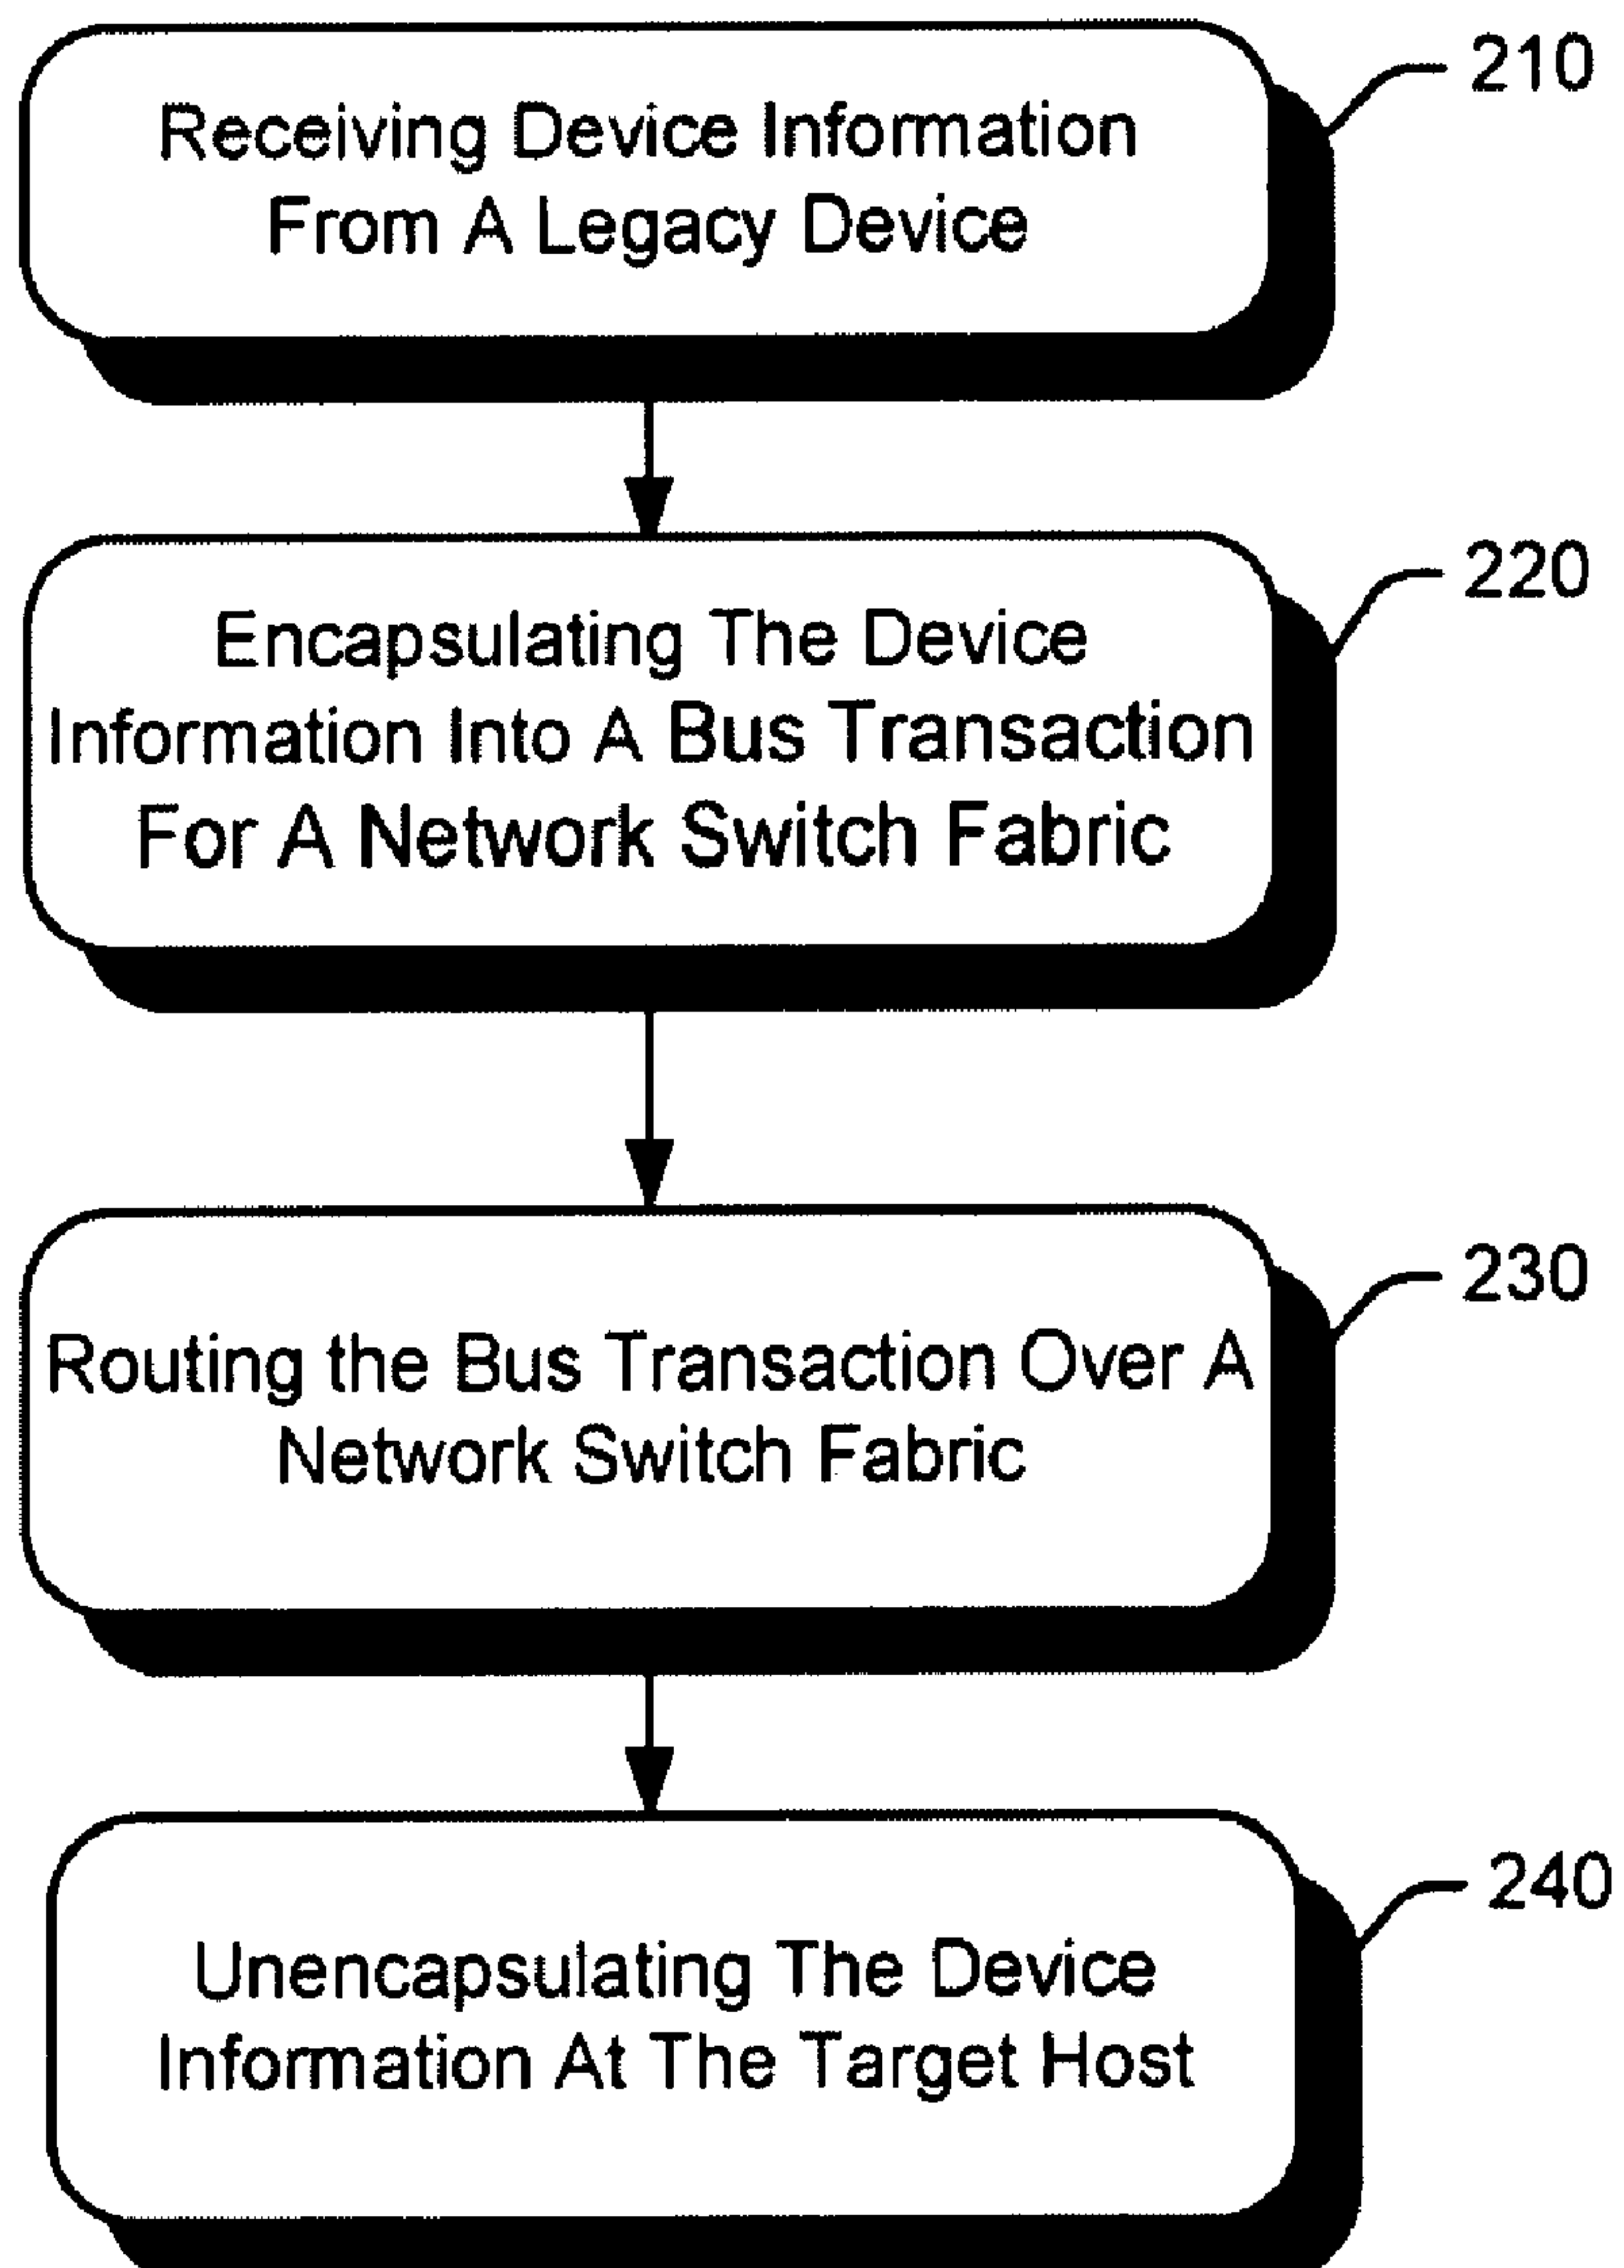 210
Receiving Device Information
From A Legacy Device
220
Encapsulating The Device
Information Into A Bus Transaction
For A Network Switch Fabric
230
Routing the Bus Transaction Over A
Network Switch Fabric
240
Unencapsulating The Device
Information At The Target Host